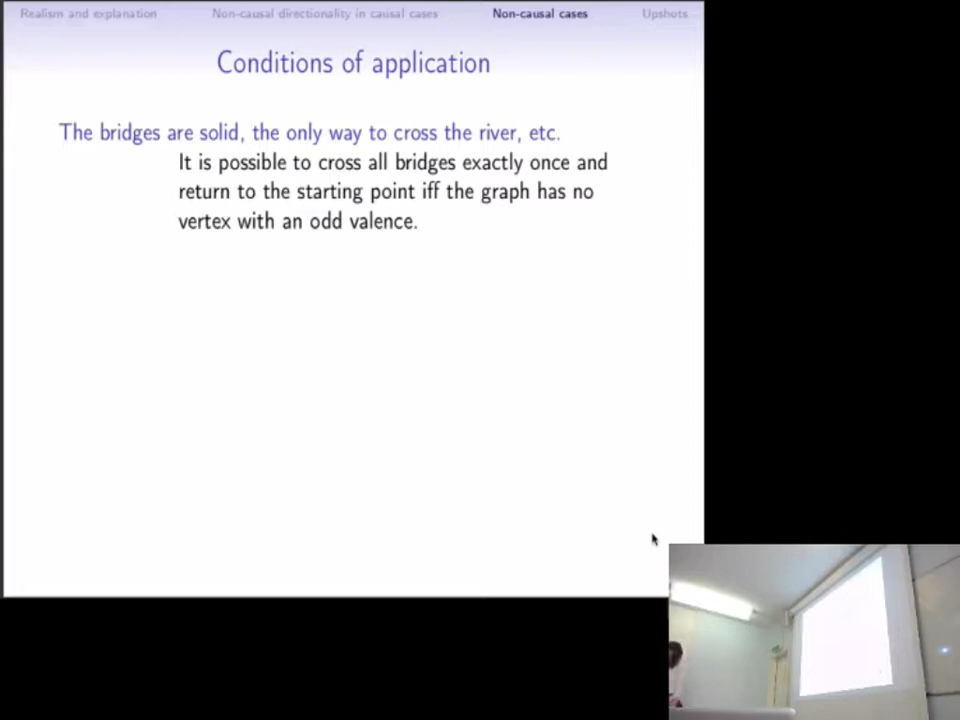 Realism and explanation Non-causal directionality in causal cases Non-causal cases Upshots
Conditions of application
The bridges are solid, the only way to cross the river, etc.
It is possible to cross all bridges exactly once and
return to the starting point iff the graph has no
vertex with an odd valence.